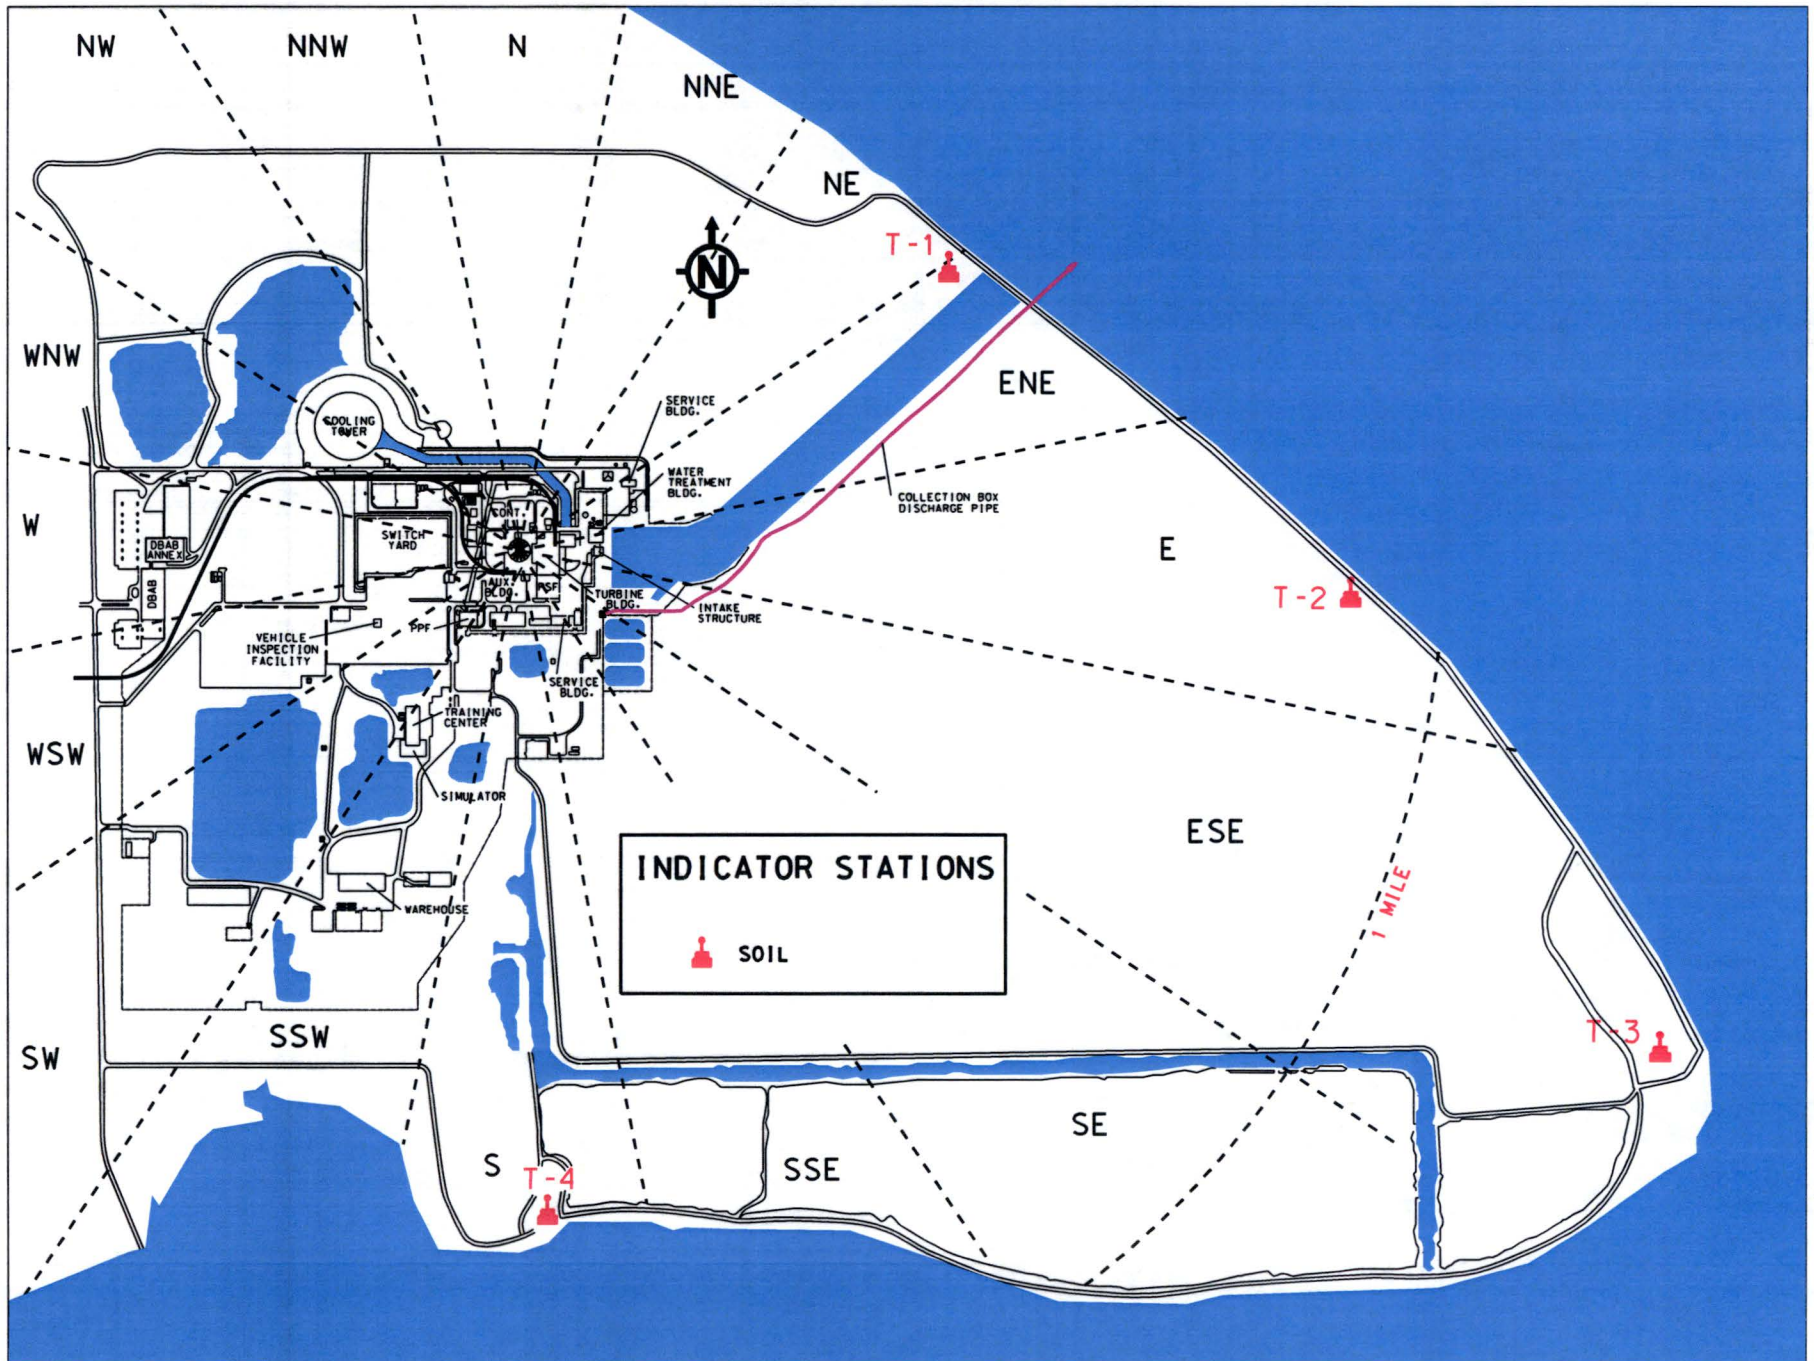 NW
NNW
N
NNE
NE
T-1
N
WNW
ENE
SERVICE
BLDG.
COOLING
TOWER
WATER
TREATMENT
BLDG.
COLLECTION BOX
DISCHARGE PIPE
CONT.
W
SWITCH
YARD
DBAB
ANNEX
E
AUX.
BLDG.
DBAB
TURBINE
BLDG.
T-2
INTAKE
STRUCTURE
PPF
VEHICLE
INSPECTION
FACILITY
SERVICE
BLDG.
TRAINING
CENTER
WSW
SIMULATOR
ESE
INDICATOR STATIONS
SOIL
1 MILE
WAREHOUSE
SSW
SW
T-3
SE
S
SSE
T-4